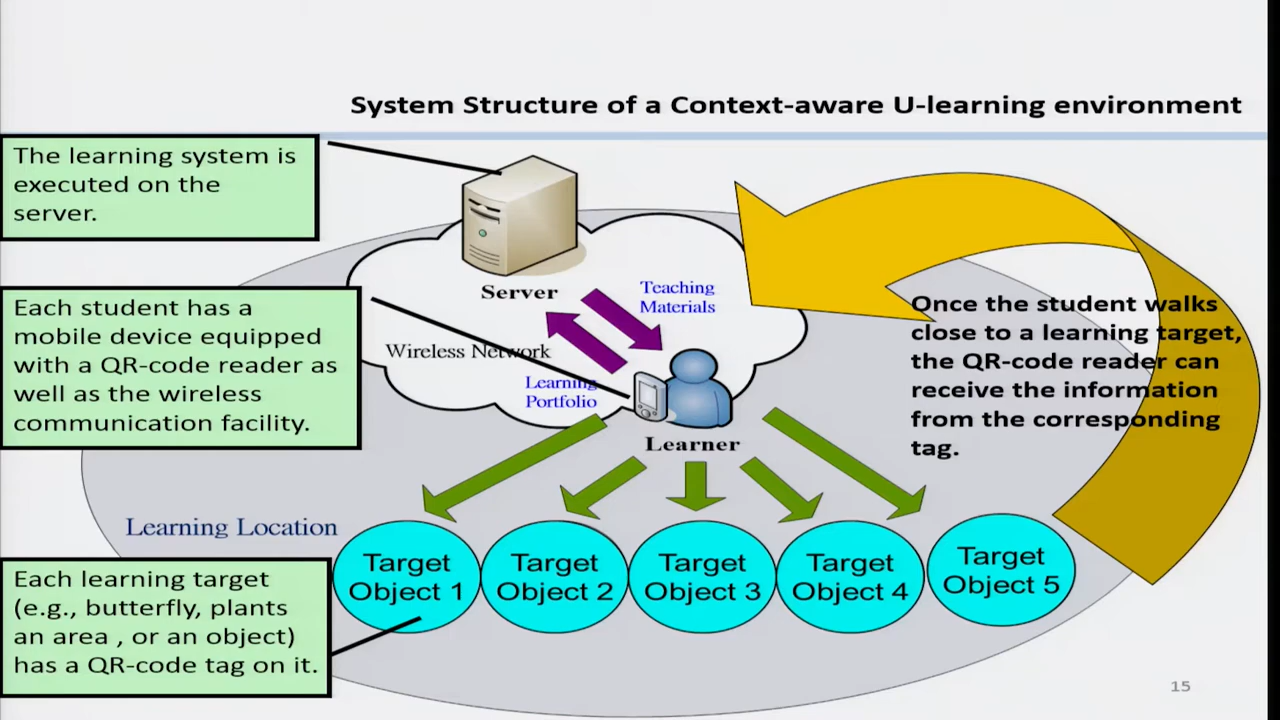 System Structure of a Context-aware U-learning environment
The learning system is
executed on the
server.
Each student has a
mobile device equipped
with a QR-code reader as
well as the wireless
communication facility.
Server
Teaching
Materials
Wireless Network
Learning
Portfolio
Learner
Once the student walks
close to a learning target,
the QR-code reader can
receive the information
from the corresponding
tag.
Learning Location
Each learning target
(e.g., butterfly, plants
an area , or an object)
has a QR-code tag on it.
Target
Object 1
Target
Object 2
Target
Object 3
Target
Object 4
Target
Object 5
15